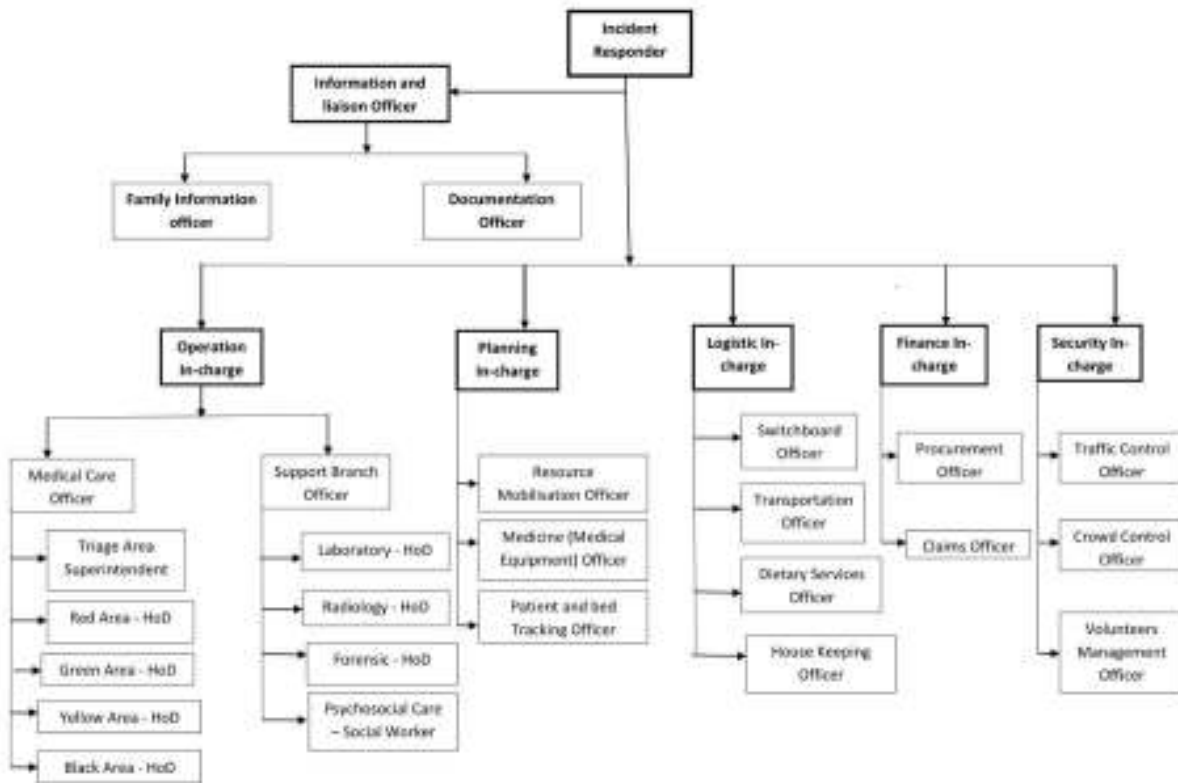 Incident
Responder
Information and
liaison Officer
Family Information
officer
Documentation
Officer
Operation
In-charge
Planning
In-charge
Logistic In-
charge
Finance In-
charge
Security In-
charge
Medical Care
Officer
Triage Area
Superintendent
Red Area - HoD
Green Area - HoD
Yellow Area - HoD
Black Area - HoD
Support Branch
Officer
Laboratory - HoD
Radiology - HoD
Forensic - HoD
Psychosocial Care
– Social Worker
Resource
Mobilisation Officer
Medicine (Medical
Equipment) Officer
Patient and bed
Tracking Officer
Switchboard
Officer
Transportation
Officer
Dietary Services
Officer
House Keeping
Officer
Procurement
Officer
Claims Officer
Traffic Control
Officer
Crowd Control
Officer
Volunteers
Management
Officer